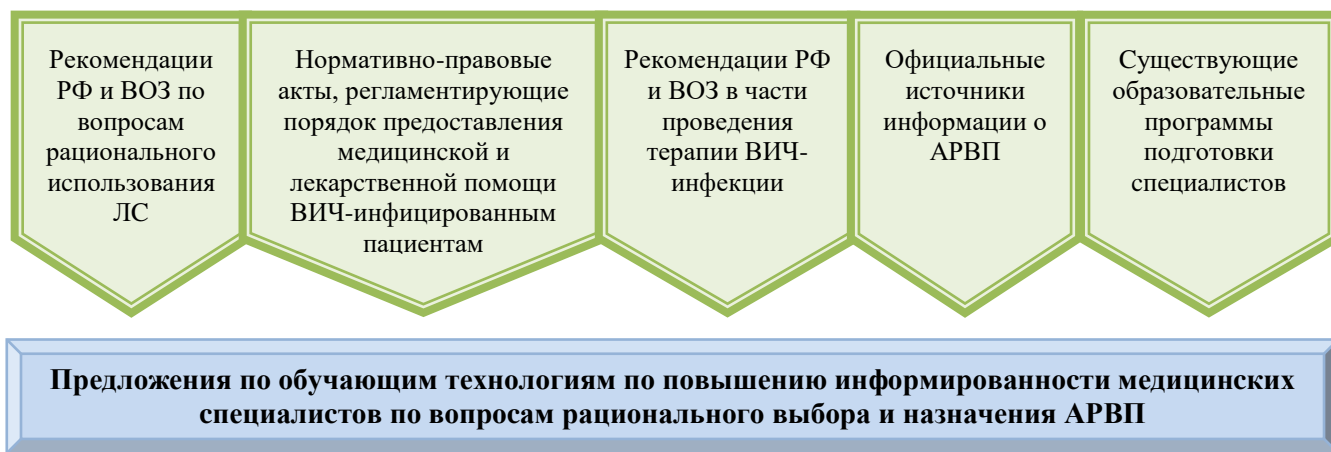 Рекомендации
РФ и ВОЗ по
вопросам
рационального
использования
ЛС
Нормативно-правовые
акты, регламентирующие
порядок предоставления
медицинской и
лекарственной помощи
ВИЧ-инфицированным
пациентам
Рекомендации РФ
и ВОЗ в части
проведения
терапии ВИЧ-
инфекции
Официальные
источники
информации о
АРВП
Существующие
образовательные
программы
подготовки
специалистов
Предложения по обучающим технологиям по повышению информированности медицинских
специалистов по вопросам рационального выбора и назначения АРВП